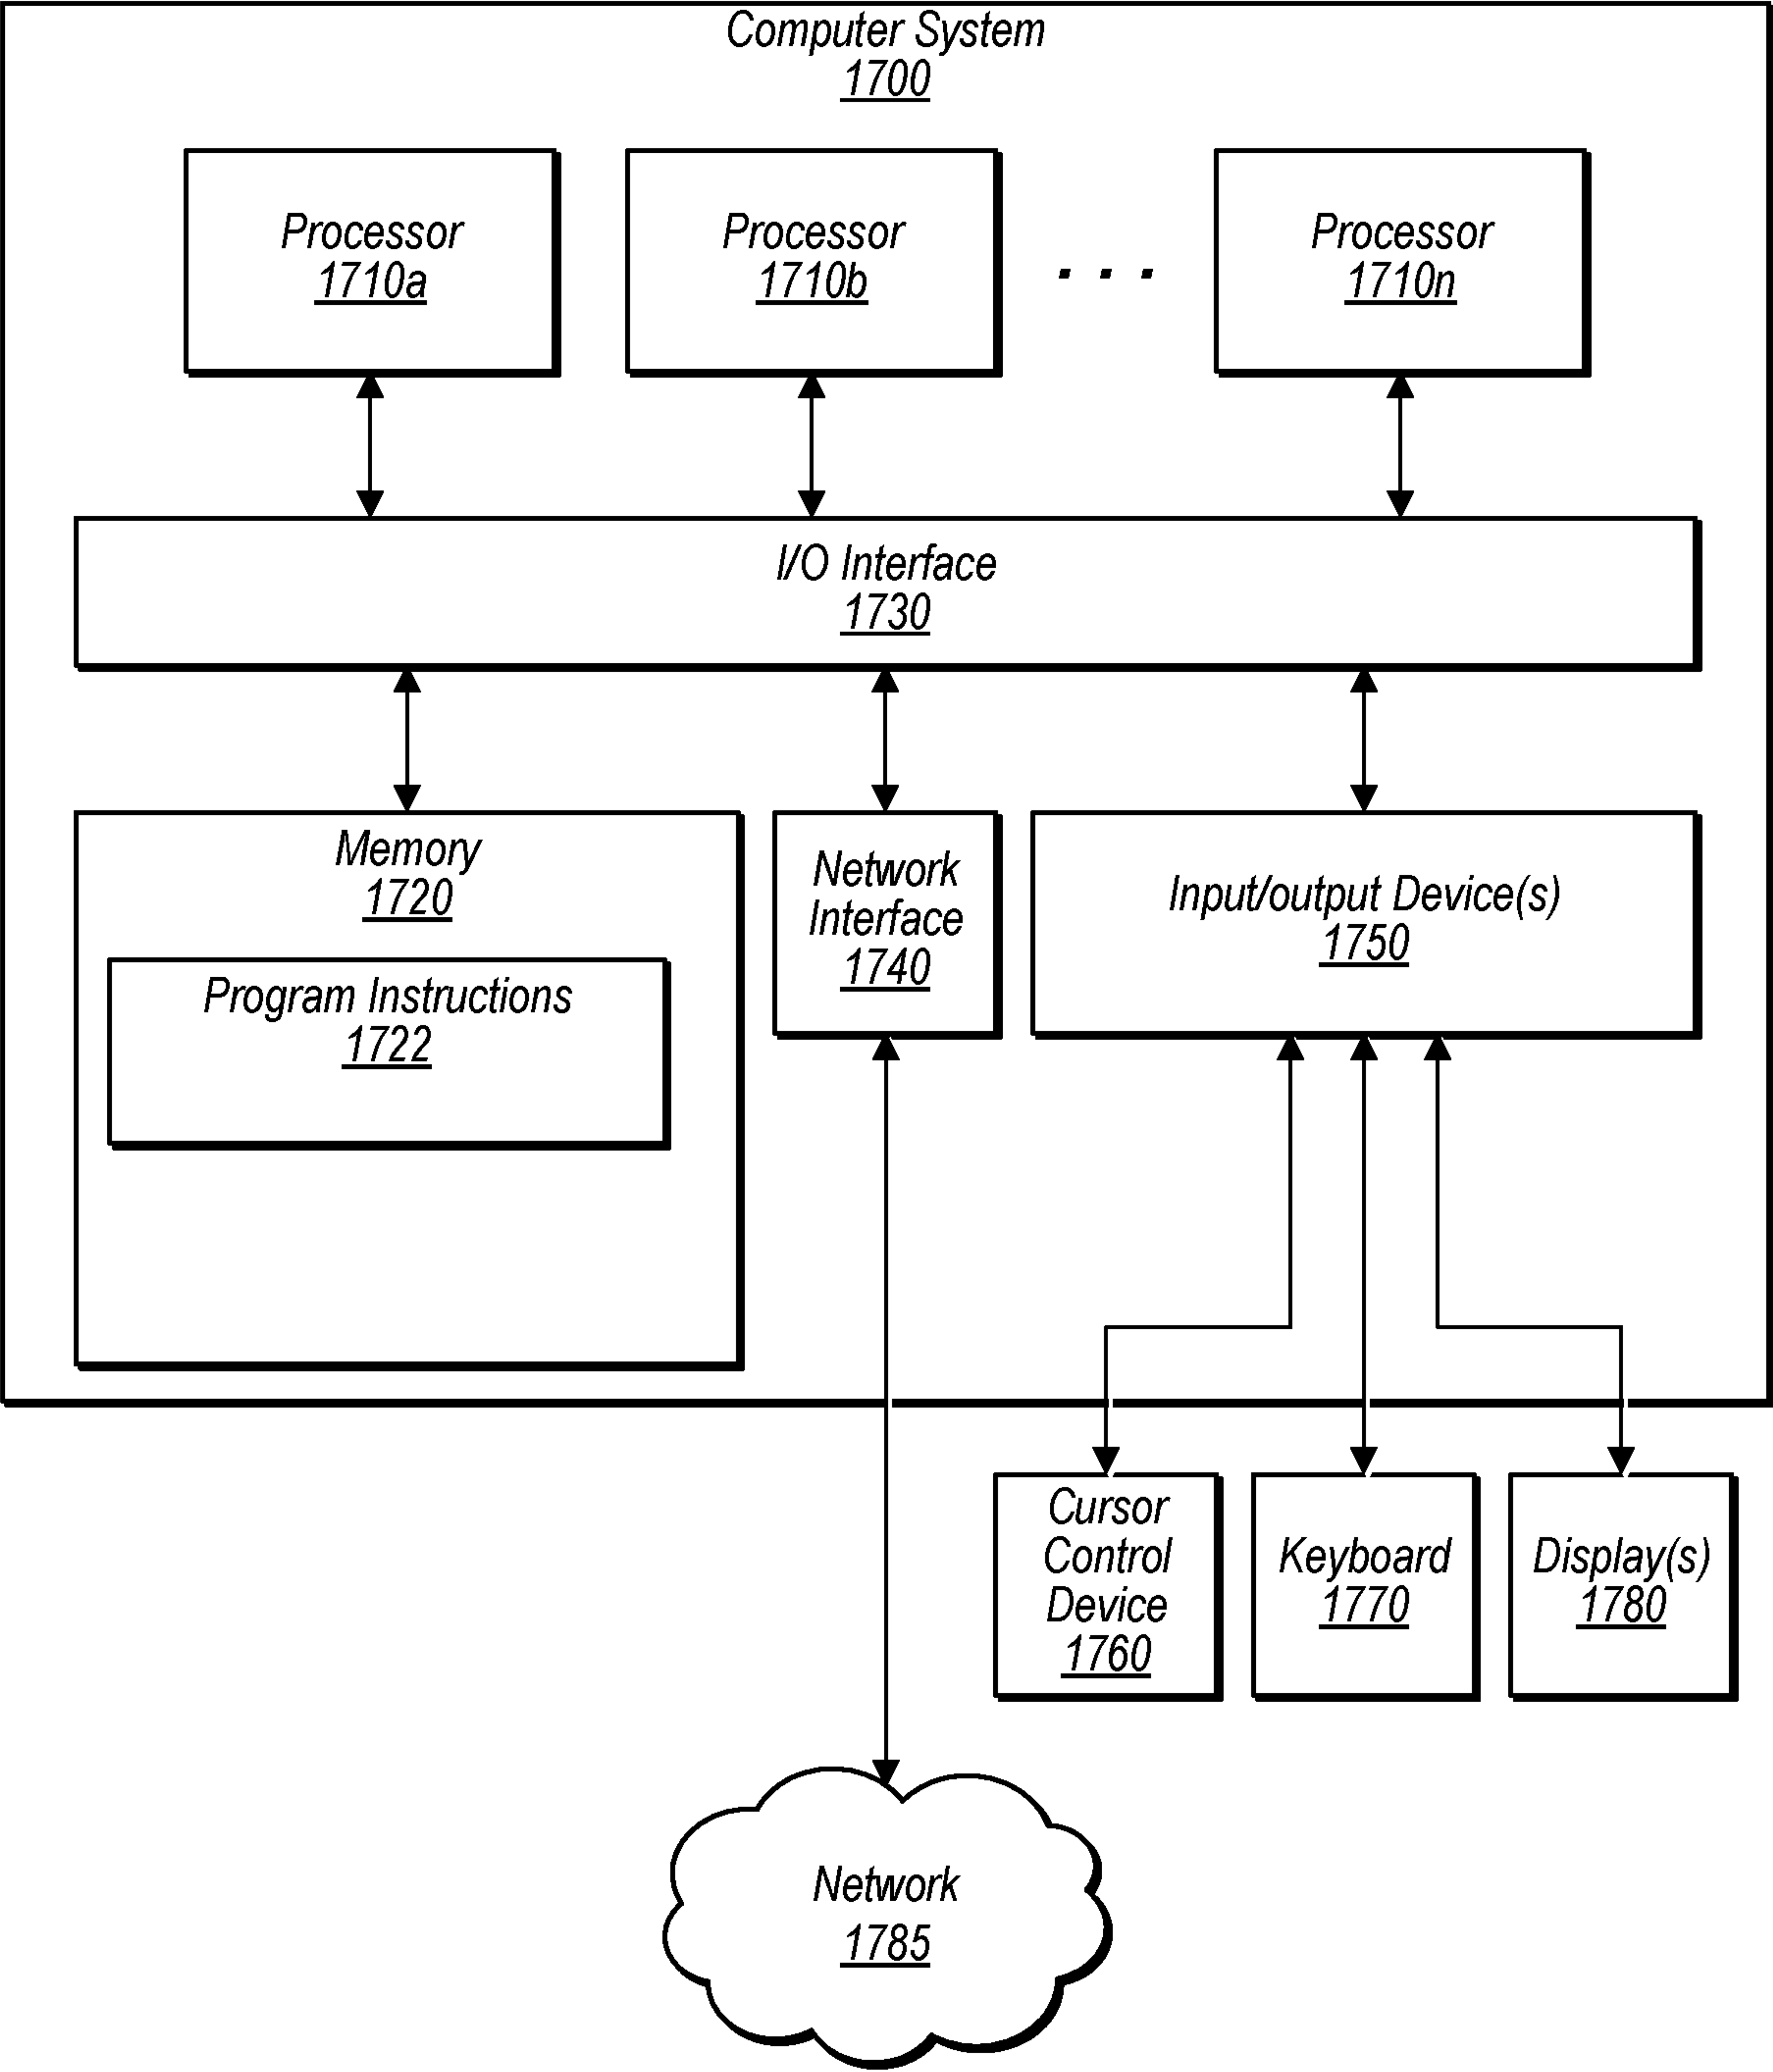 Computer System
1700
Processor
1710a
Processor
1710b
. . .
Processor
1710n
I/O Interface
1730
Memory
1720
Program Instructions
1722
Network
Interface
1740
Input/output Device(s)
1750
Cursor
Control
Device
1760
Keyboard
1770
Display(s)
1780
Network
1785